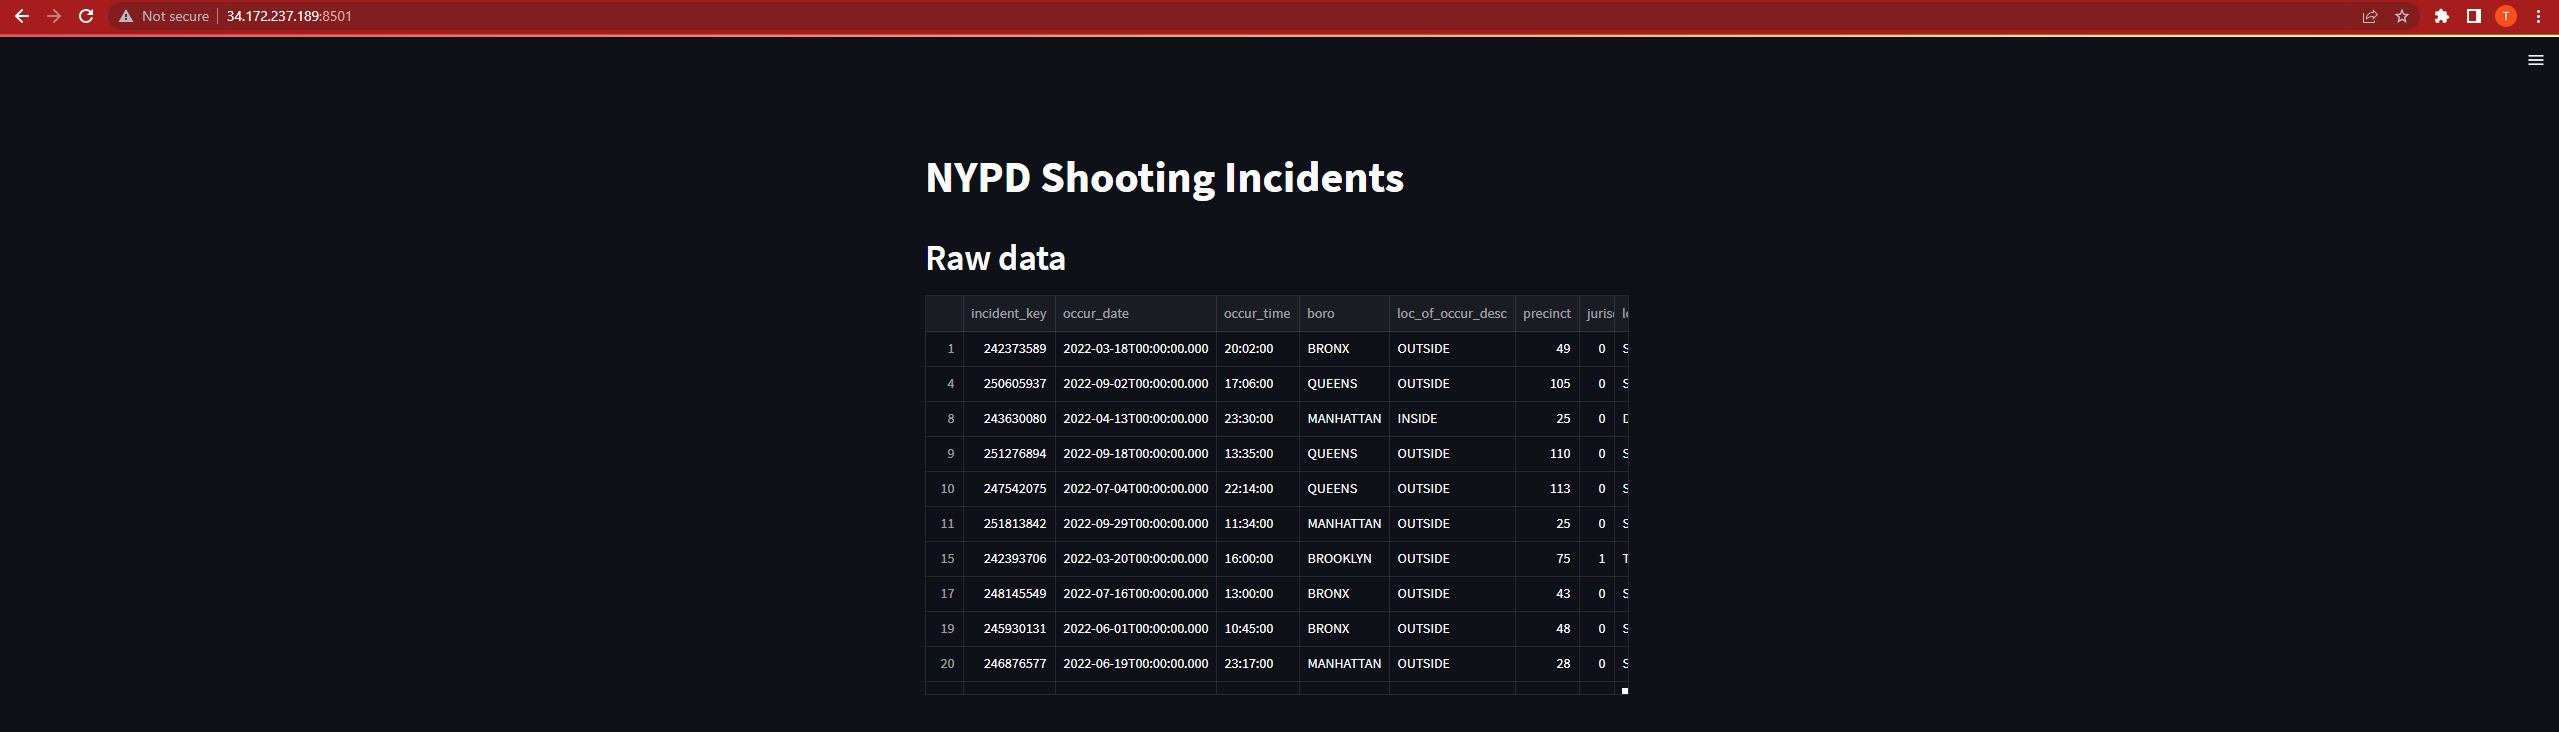 Not secure | 34.172.237.189:8501 T
NYPD Shooting Incidents
Raw data
incident_key occur_date occur_time boro loc_of_occur_desc precinct juris
1 242373589 2022-03-18T00:00:00.000 20:02:00 BRONX OUTSIDE 49 0 S
4 250605937 2022-09-02T00:00:00.000 17:06:00 QUEENS OUTSIDE 105 0 S
8 243630080 2022-04-13T00:00:00.000 23:30:00 MANHATTAN INSIDE 25 0 D
9 251276894 2022-09-18T00:00:00.000 13:35:00 QUEENS OUTSIDE 110 0 S
10 247542075 2022-07-04T00:00:00.000 22:14:00 QUEENS OUTSIDE 113 0 S
11 251813842 2022-09-29T00:00:00.000 11:34:00 MANHATTAN OUTSIDE 25 0 S
15 242393706 2022-03-20T00:00:00.000 16:00:00 BROOKLYN OUTSIDE 75 1 T
17 248145549 2022-07-16T00:00:00.000 13:00:00 BRONX OUTSIDE 43 0 S
19 245930131 2022-06-01T00:00:00.000 10:45:00 BRONX OUTSIDE 48 0 S
20 246876577 2022-06-19T00:00:00.000 23:17:00 MANHATTAN OUTSIDE 28 0 S